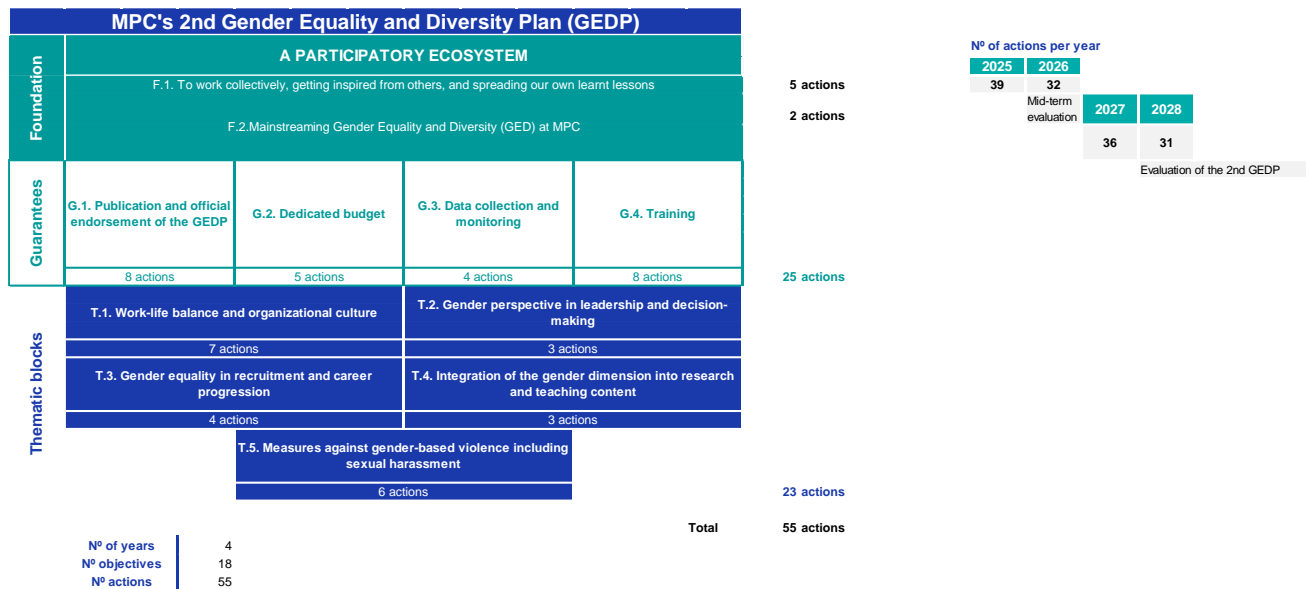 MPC's 2nd Gender Equality and Diversity Plan (GEDP)
Foundation
A PARTICIPATORY ECOSYSTEM
F.1. To work collectively, getting inspired from others, and spreading our own learnt lessons
5 actions
F.2.Mainstreaming Gender Equality and Diversity (GED) at MPC
2 actions
Nº of actions per year
2025 2026
39 32
Mid-term
evaluation
2027 2028
36 31
Evaluation of the 2nd GEDP
Guarantees
G.1. Publication and official
endorsement of the GEDP
G.2. Dedicated budget
G.3. Data collection and
monitoring
G.4. Training
8 actions
5 actions
4 actions
8 actions
25 actions
Thematic blocks
T.1. Work-life balance and organizational culture
T.2. Gender perspective in leadership and decision-
making
7 actions
3 actions
T.3. Gender equality in recruitment and career
progression
T.4. Integration of the gender dimension into research
and teaching content
4 actions
3 actions
T.5. Measures against gender-based violence including
sexual harassment
6 actions
23 actions
Total 55 actions
Nº of years 4
Nº objectives 18
Nº actions 55